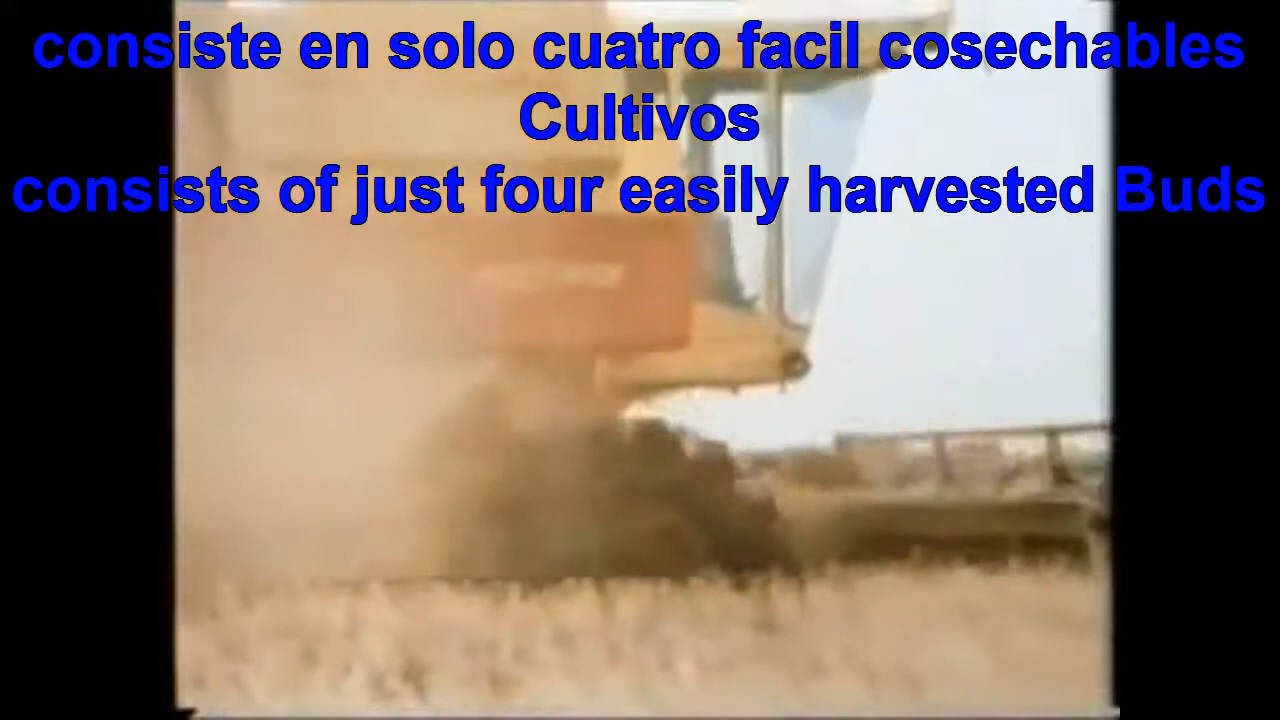 consiste en solo cuatro facil cosechables
Cultivos
consists of just four easily harvested Buds